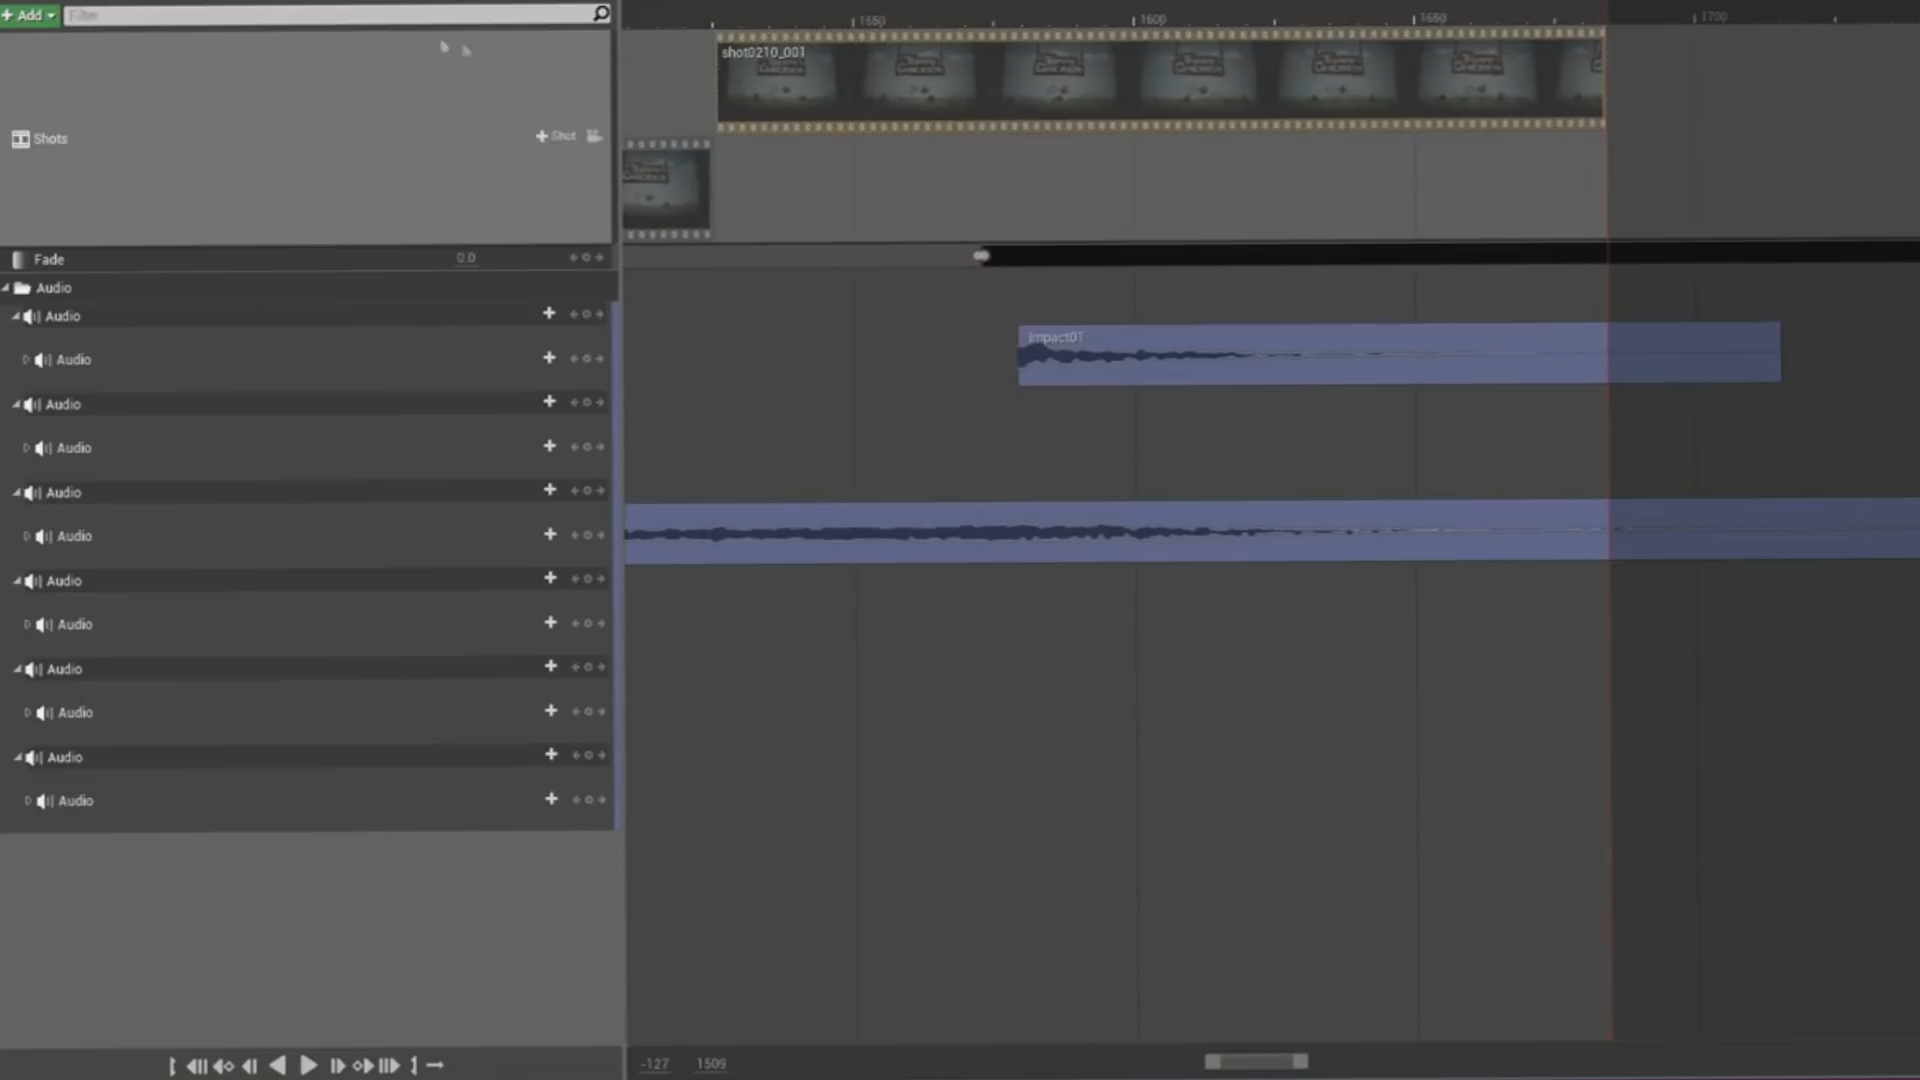 + Add
Filter
1550
1600
1650
1700
shot0210_001
Shots
+ Shot
Fade
0.0
Audio
Audio
Impact01
Audio
Audio
Audio
Audio
Audio
Audio
Audio
Audio
Audio
Audio
Audio
-127
1509